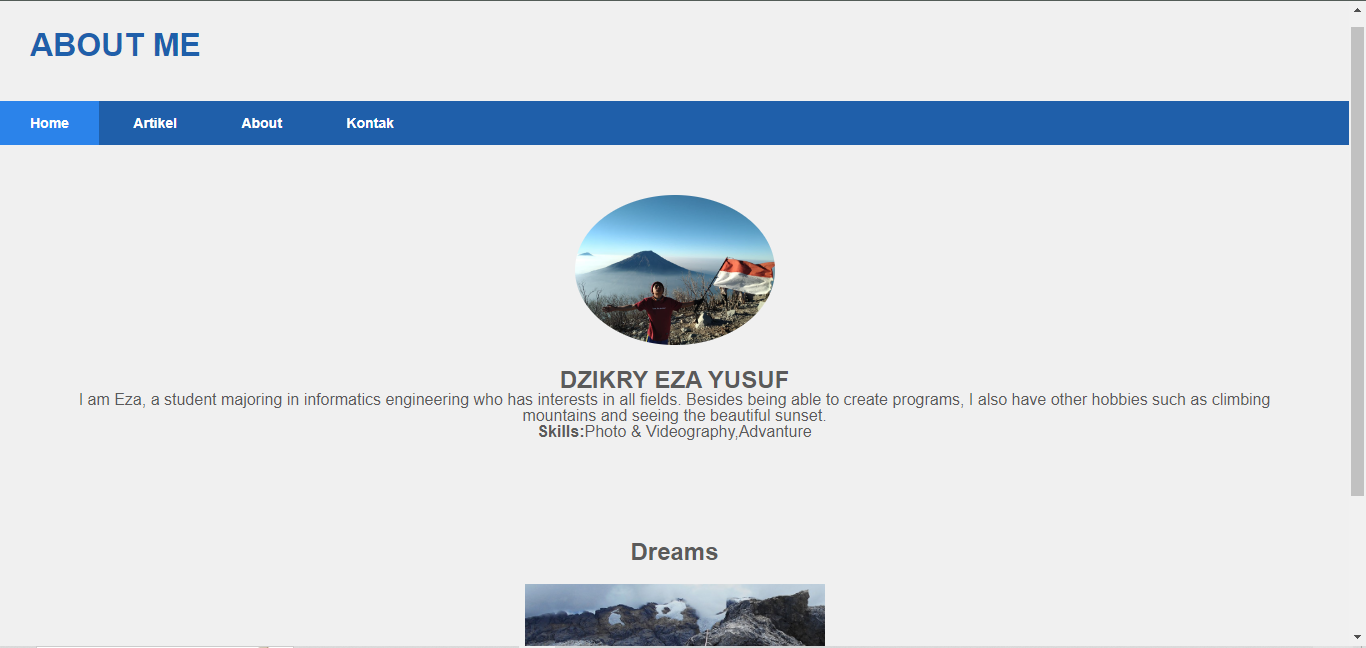 ABOUT ME
Home Artikel About Kontak
DZIKRY EZA YUSUF
I am Eza, a student majoring in informatics engineering who has interests in all fields. Besides being able to create programs, I also have other hobbies such as climbing
mountains and seeing the beautiful sunset.
Skills:Photo & Videography,Advanture
Dreams